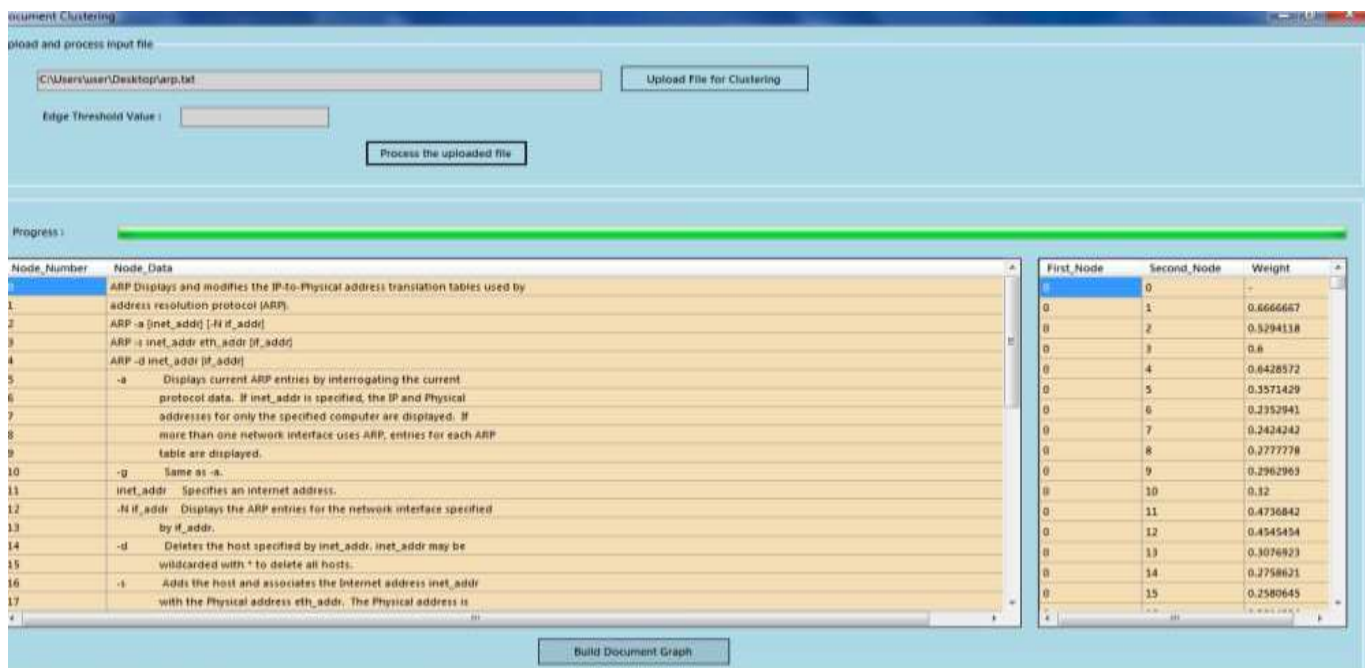 ocument Clustering
pload and process input file
C:\Users\user\Desktop\arp.txt Upload File for Clustering
Edge Threshold Value :
Process the uploaded file
Progress :
Node_Number Node_Data
ARP Displays and modifies the IP-to-Physical address translation tables used by
1 address resolution protocol (ARP).
2 ARP -a [inet_addr] [-N if_addr]
3 ARP -s inet_addr eth_addr [if_addr]
4 ARP -d inet_addr [if_addr]
5 -a Displays current ARP entries by interrogating the current
6 protocol data. If inet_addr is specified, the IP and Physical
7 addresses for only the specified computer are displayed. If
8 more than one network interface uses ARP, entries for each ARP
9 table are displayed.
10 -g Same as -a.
11 inet_addr Specifies an internet address.
12 -N if_addr Displays the ARP entries for the network interface specified
13 by if_addr.
14 -d Deletes the host specified by inet_addr. inet_addr may be
15 wildcarded with * to delete all hosts.
16 -s Adds the host and associates the Internet address inet_addr
17 with the Physical address eth_addr. The Physical address is
First_Node Second_Node Weight
0 0 -
0 1 0.6666667
0 2 0.5294118
0 3 0.6
0 4 0.6428572
0 5 0.3571429
0 6 0.2352941
0 7 0.2424242
0 8 0.2777778
0 9 0.2962963
0 10 0.32
0 11 0.4736842
0 12 0.4545454
0 13 0.3076923
0 14 0.2758621
0 15 0.2580645
Build Document Graph